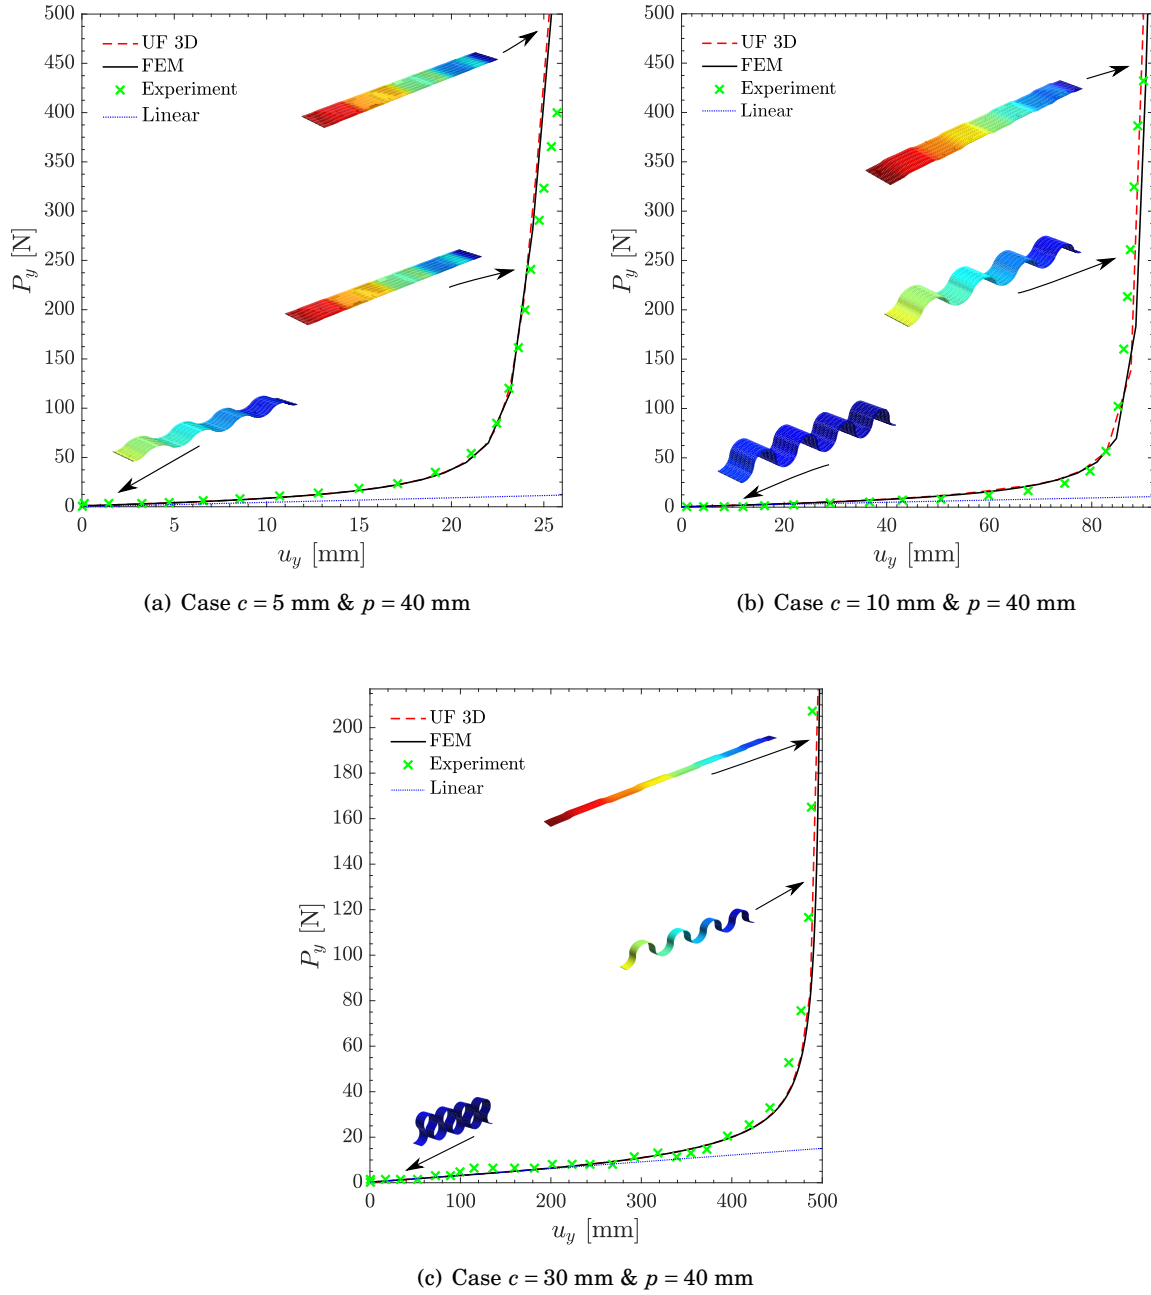 500
450
400
350
300
250
200
150
100
50
0
P_y [N]
UF 3D
FEM
Experiment
Linear
0 5 10 15 20 25
u_y [mm]
(a) Case c = 5 mm & p = 40 mm
500
450
400
350
300
250
200
150
100
50
0
P_y [N]
UF 3D
FEM
Experiment
Linear
0 20 40 60 80
u_y [mm]
(b) Case c = 10 mm & p = 40 mm
200
180
160
140
120
100
80
60
40
20
0
P_y [N]
UF 3D
FEM
Experiment
Linear
0 100 200 300 400 500
u_y [mm]
(c) Case c = 30 mm & p = 40 mm